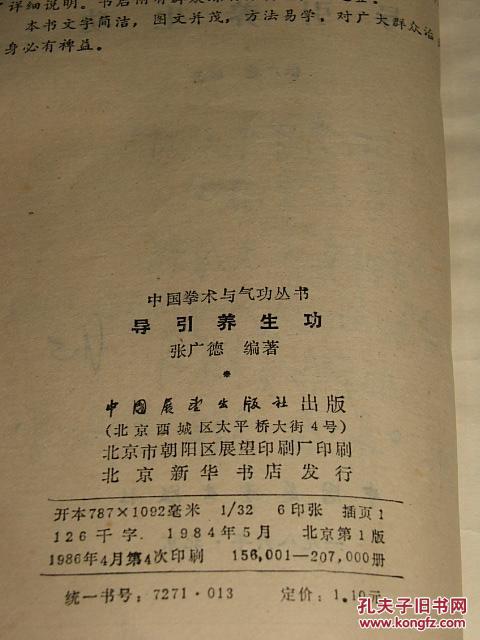 详细说明。书后附有
本书文字简洁，图文并茂，方法易学。对广大群众治
身必有裨益。
中国拳术与气功丛书
导引养生功
张广德 编著
*
中国展望出版社出版
(北京西城区太平桥大街4号)
北京市朝阳区展望印刷厂印刷
北京新华书店发行
开本787×1092毫米 1/32 6印张 插页1
126千字 1984年5月 北京第1版
1986年4月第4次印刷 156,001—207,000册
统一书号：7271·013 定价：1.10元
孔夫子旧书网
www.kongfz.com